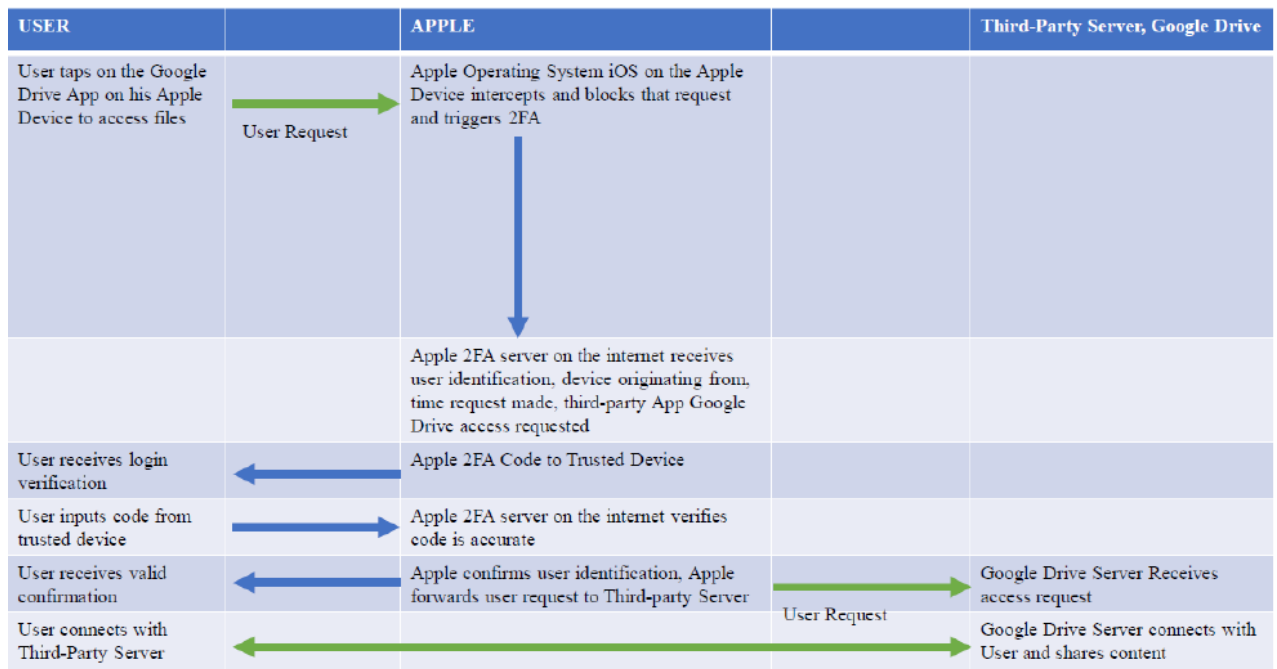 USER
APPLE
Third-Party Server, Google Drive
User taps on the Google
Drive App on his Apple
Device to access files
User Request
Apple Operating System iOS on the Apple
Device intercepts and blocks that request
and triggers 2FA
Apple 2FA server on the internet receives
user identification, device originating from,
time request made, third-party App Google
Drive access requested
User receives login
verification
Apple 2FA Code to Trusted Device
User inputs code from
trusted device
Apple 2FA server on the internet verifies
code is accurate
User receives valid
confirmation
Apple confirms user identification, Apple
forwards user request to Third-party Server
User Request
Google Drive Server Receives
access request
User connects with
Third-Party Server
Google Drive Server connects with
User and shares content